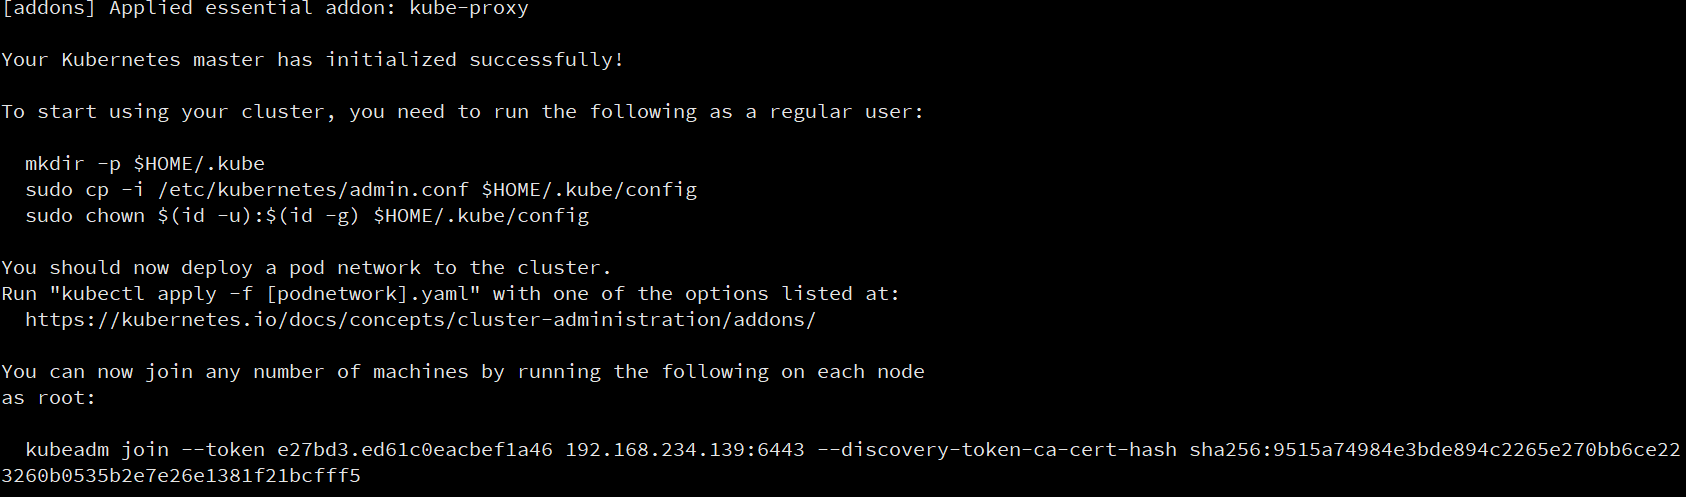 [addons] Applied essential addon: kube-proxy
Your Kubernetes master has initialized successfully!
To start using your cluster, you need to run the following as a regular user:
mkdir -p $HOME/.kube
sudo cp -i /etc/kubernetes/admin.conf $HOME/.kube/config
sudo chown $(id -u):$(id -g) $HOME/.kube/config
You should now deploy a pod network to the cluster.
Run "kubectl apply -f [podnetwork].yaml" with one of the options listed at:
https://kubernetes.io/docs/concepts/cluster-administration/addons/
You can now join any number of machines by running the following on each node
as root:
kubeadm join --token e27bd3.ed61c0eacbef1a46 192.168.234.139:6443 --discovery-token-ca-cert-hash sha256:9515a74984e3bde894c2265e270bb6ce22
3260b0535b2e7e26e1381f21bcfff5